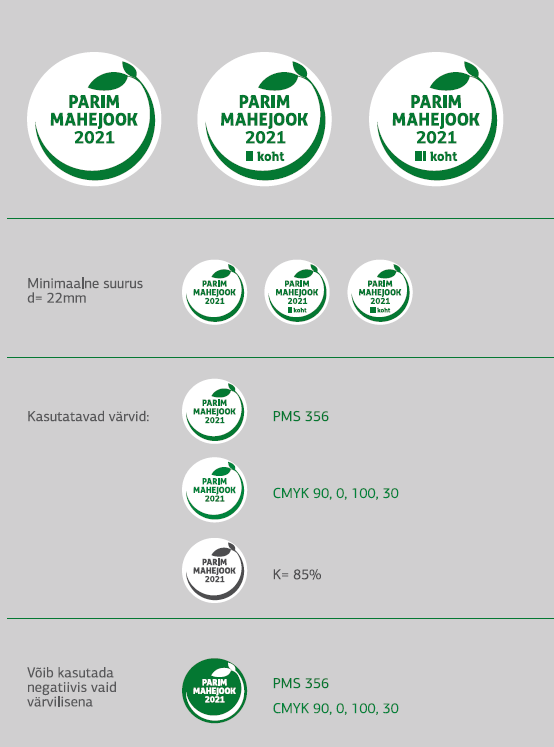 PARIM
MAHEJOOK
2021
PARIM
MAHEJOOK
2021
II koht
PARIM
MAHEJOOK
2021
III koht
Minimaalne suurus
d= 22mm
PARIM
MAHEJOOK
2021
PARIM
MAHEJOOK
2021
II koht
PARIM
MAHEJOOK
2021
III koht
Kasutatavad värvid:
PARIM
MAHEJOOK
2021
PMS 356
PARIM
MAHEJOOK
2021
CMYK 90, 0, 100, 30
PARIM
MAHEJOOK
2021
K= 85%
Võib kasutada
negatiivis vaid
värvilisena
PARIM
MAHEJOOK
2021
PMS 356
CMYK 90, 0, 100, 30